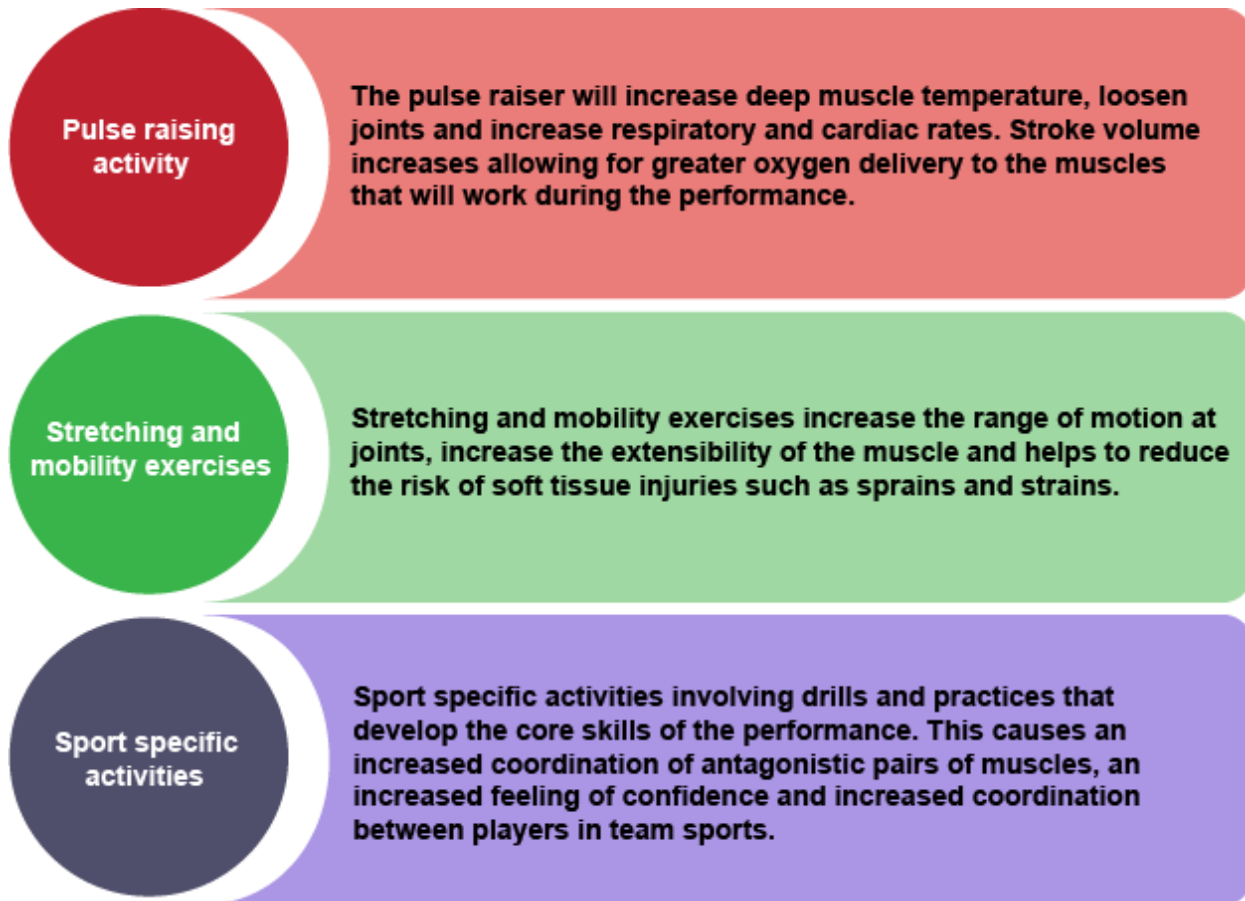 Pulse raising
activity
The pulse raiser will increase deep muscle temperature, loosen
joints and increase respiratory and cardiac rates. Stroke volume
increases allowing for greater oxygen delivery to the muscles
that will work during the performance.
Stretching and
mobility exercises
Stretching and mobility exercises increase the range of motion at
joints, increase the extensibility of the muscle and helps to reduce
the risk of soft tissue injuries such as sprains and strains.
Sport specific
activities
Sport specific activities involving drills and practices that
develop the core skills of the performance. This causes an
increased coordination of antagonistic pairs of muscles, an
increased feeling of confidence and increased coordination
between players in team sports.